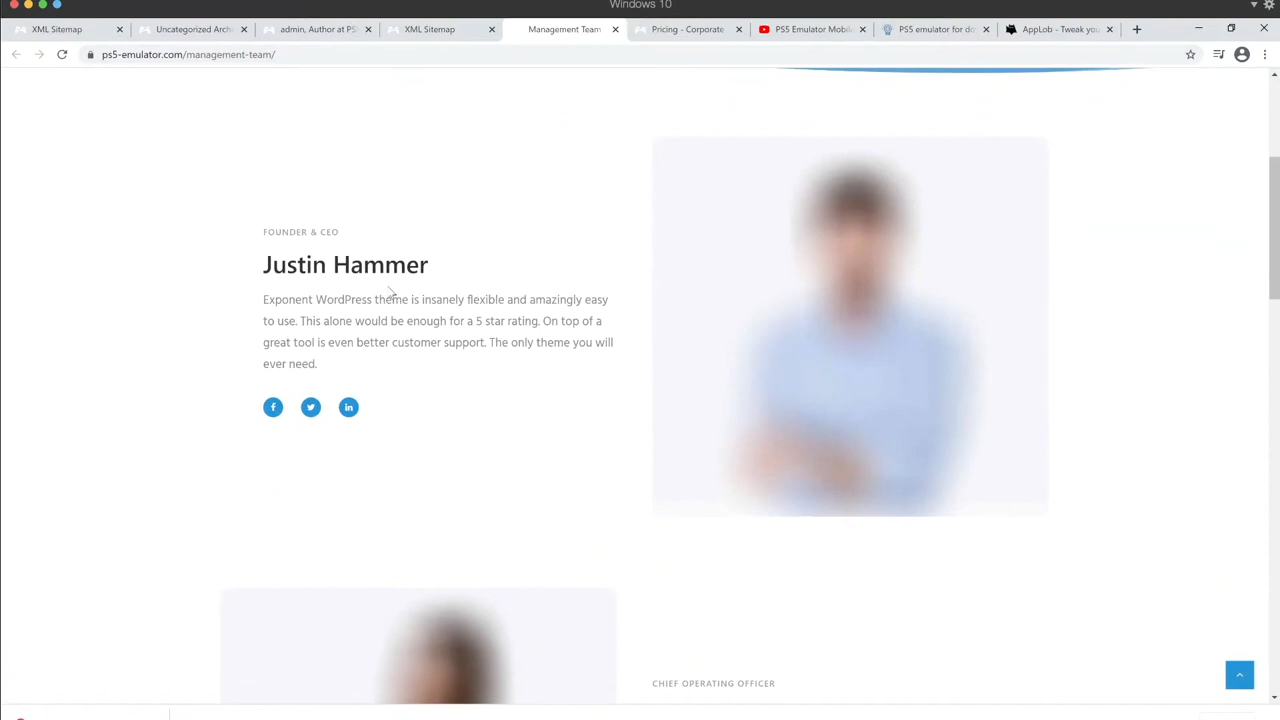 Windows 10
XML Sitemap
Uncategorized Arch
admin, Author at PS
XML Sitemap
Management Team
Pricing - Corporate
PS5 Emulator Mobil
PS5 emulator for do
AppLob - Tweak you
ps5-emulator.com/management-team/
FOUNDER & CEO
Justin Hammer
Exponent WordPress theme is insanely flexible and amazingly easy
to use. This alone would be enough for a 5 star rating. On top of a
great tool is even better customer support. The only theme you will
ever need.
CHIEF OPERATING OFFICER